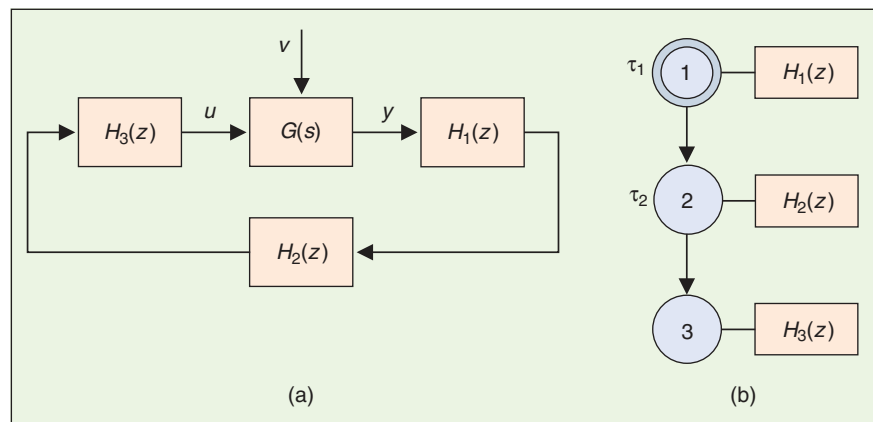 v
H3(z)
u
G(s)
y
H1(z)
H2(z)
(a)
τ1
1
H1(z)
τ2
2
H2(z)
3
H3(z)
(b)